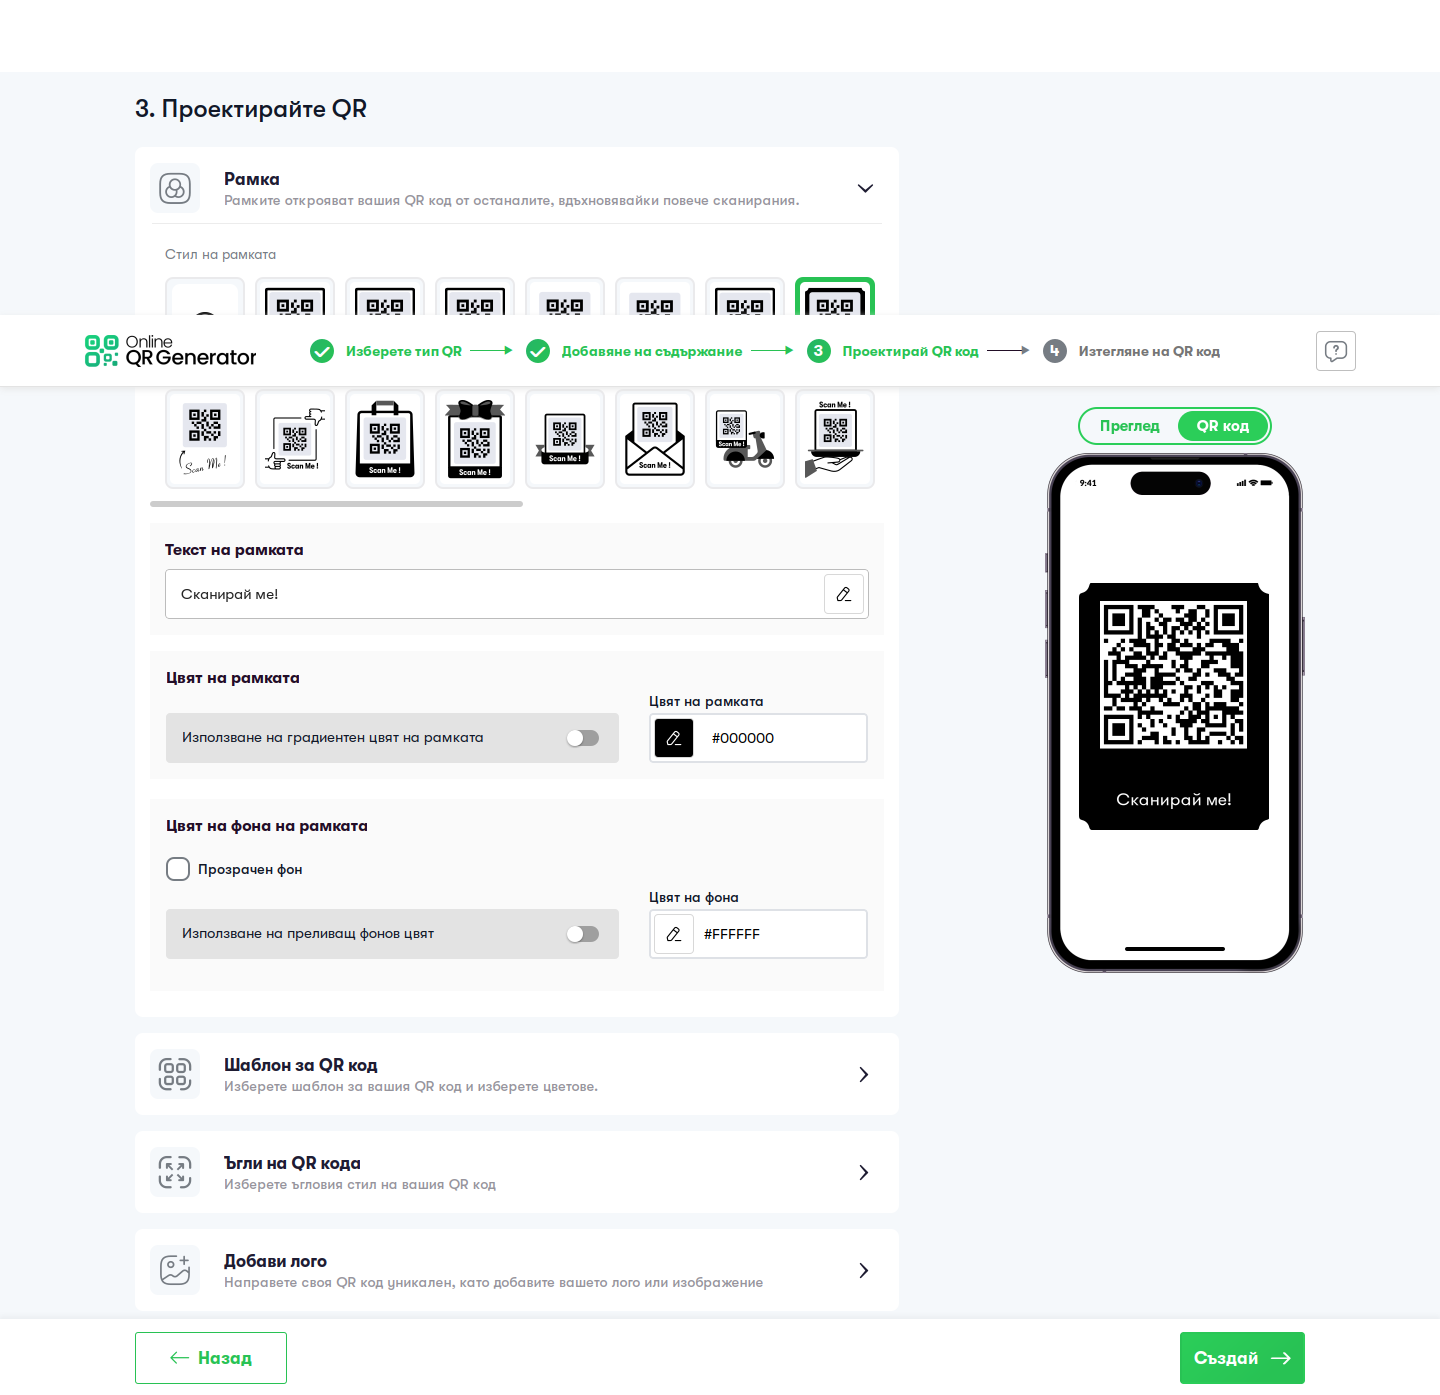 3. Проектирайте QR
Рамка
Рамките открояват вашия QR код от останалите, вдъхновявайки повече сканирания.
Стил на рамката
Online
QR Generator
Изберете тип QR
Добавяне на съдържание
3
Проектирай QR код
4
Изтегляне на QR код
Scan Me !
Scan Me !
Scan Me !
Scan Me !
Scan Me !
Scan Me !
Scan Me !
Scan Me !
Преглед
QR код
9:41
Текст на рамката
Сканирай ме!
Цвят на рамката
Цвят на рамката
Използване на градиентен цвят на рамката
#000000
Сканирай ме!
Цвят на фона на рамката
Прозрачен фон
Цвят на фона
Използване на преливащ фонов цвят
#FFFFFF
Шаблон за QR код
Изберете шаблон за вашия QR код и изберете цветове.
Ъгли на QR кода
Изберете ъгловия стил на вашия QR код
Добави лого
Направете своя QR код уникален, като добавите вашето лого или изображение
Назад
Създай